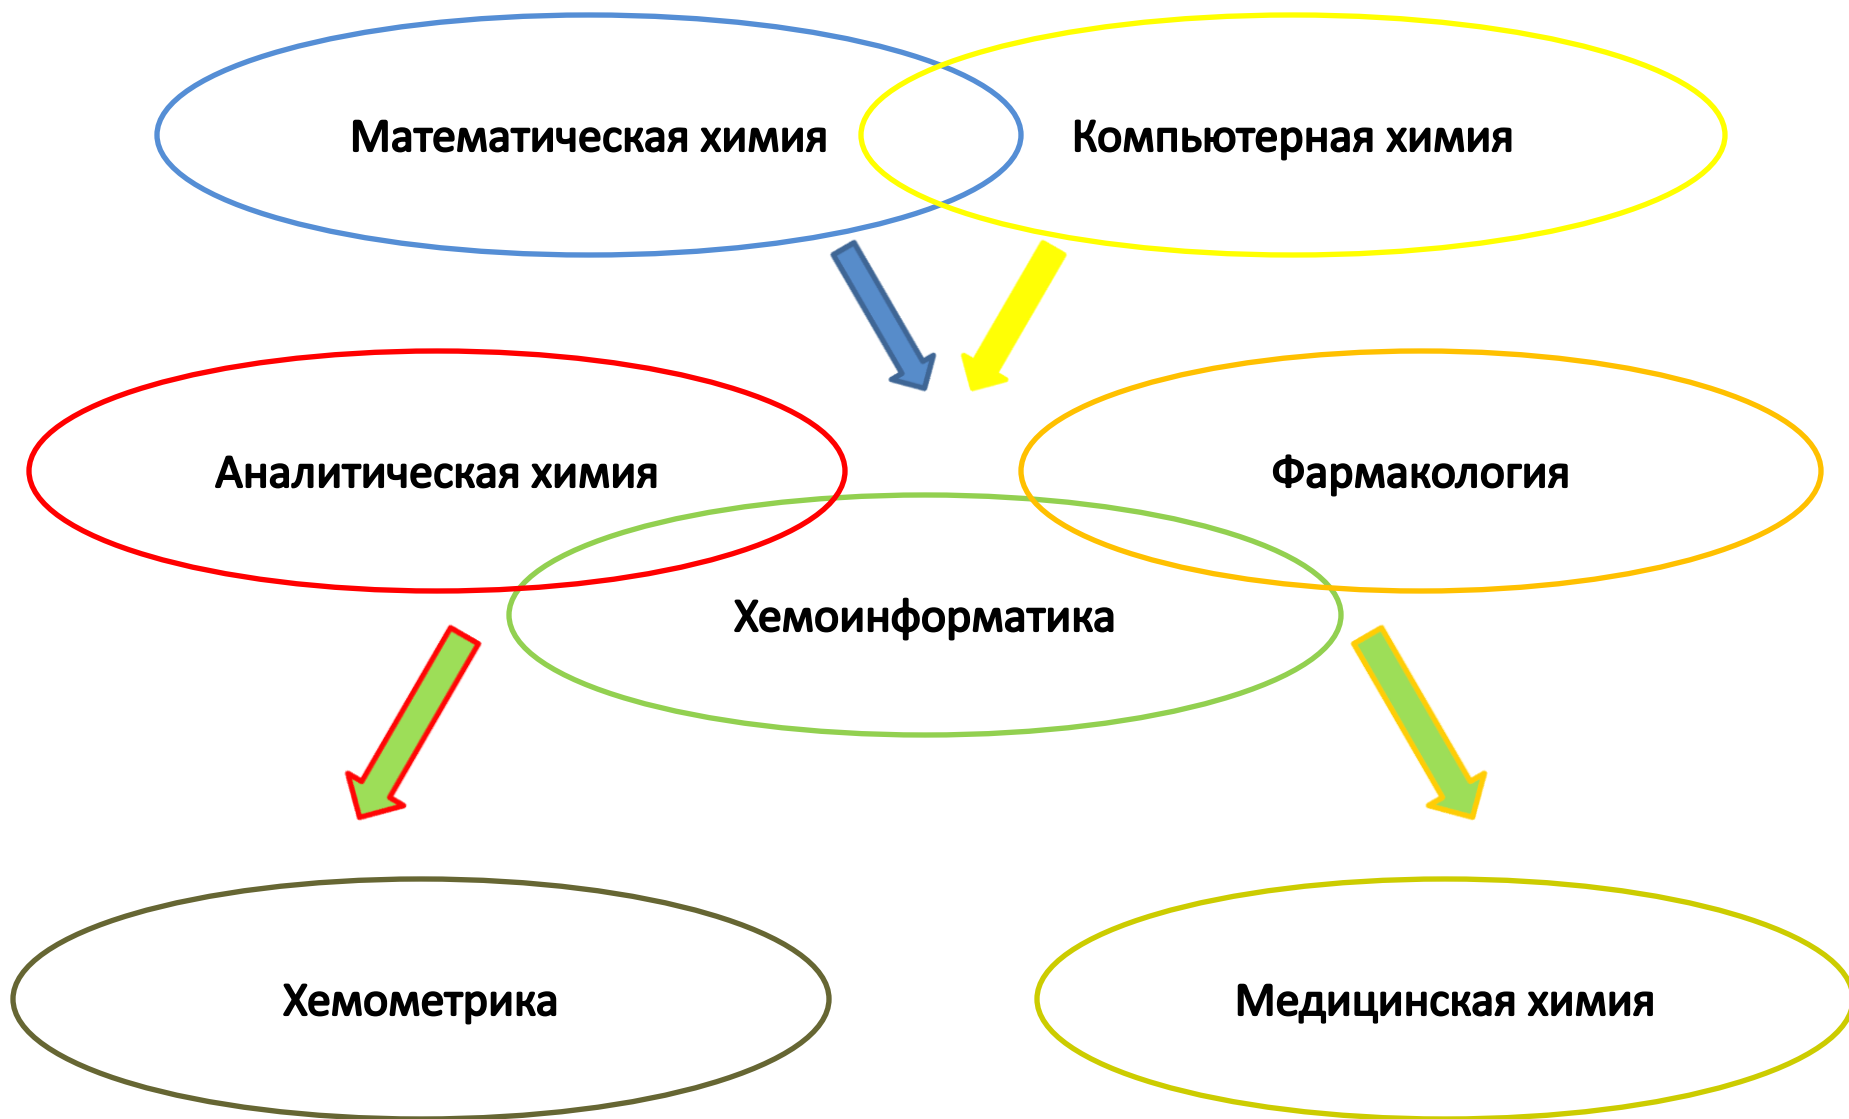 Математическая химия
Компьютерная химия
Аналитическая химия
Фармакология
Хемоинформатика
Хемометрика
Медицинская химия